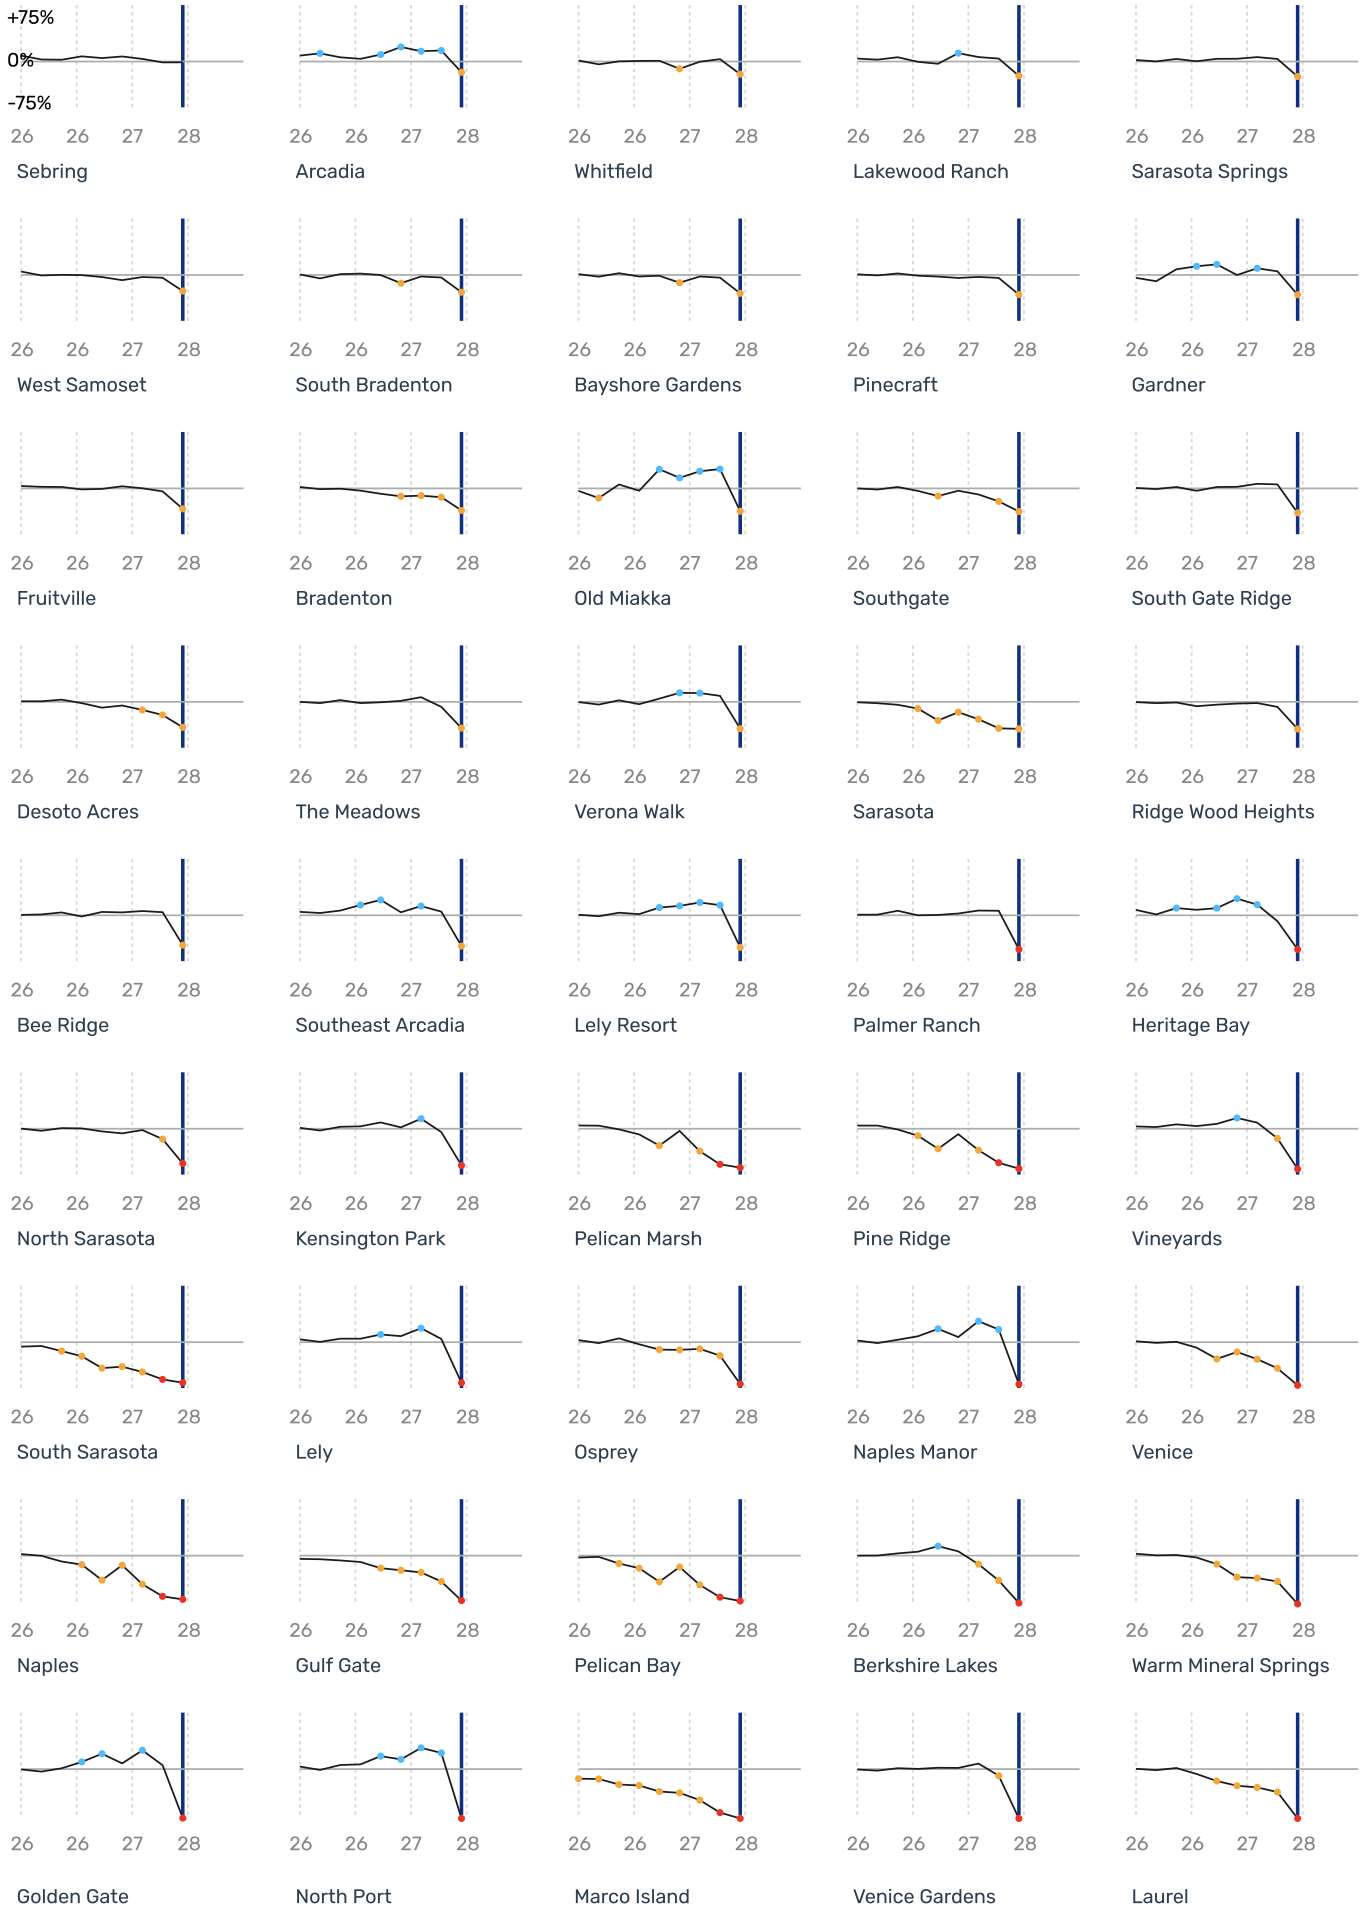 +75%
0%
-75%
26 26 27 28 26 26 27 28 26 26 27 28 26 26 27 28 26 26 27 28
Sebring Arcadia Whitfield Lakewood Ranch Sarasota Springs
26 26 27 28 26 26 27 28 26 26 27 28 26 26 27 28 26 26 27 28
West Samoset South Bradenton Bayshore Gardens Pinecraft Gardner
26 26 27 28 26 26 27 28 26 26 27 28 26 26 27 28 26 26 27 28
Fruitville Bradenton Old Miakka Southgate South Gate Ridge
26 26 27 28 26 26 27 28 26 26 27 28 26 26 27 28 26 26 27 28
Desoto Acres The Meadows Verona Walk Sarasota Ridge Wood Heights
26 26 27 28 26 26 27 28 26 26 27 28 26 26 27 28 26 26 27 28
Bee Ridge Southeast Arcadia Lely Resort Palmer Ranch Heritage Bay
26 26 27 28 26 26 27 28 26 26 27 28 26 26 27 28 26 26 27 28
North Sarasota Kensington Park Pelican Marsh Pine Ridge Vineyards
26 26 27 28 26 26 27 28 26 26 27 28 26 26 27 28 26 26 27 28
South Sarasota Lely Osprey Naples Manor Venice
26 26 27 28 26 26 27 28 26 26 27 28 26 26 27 28 26 26 27 28
Naples Gulf Gate Pelican Bay Berkshire Lakes Warm Mineral Springs
26 26 27 28 26 26 27 28 26 26 27 28 26 26 27 28 26 26 27 28
Golden Gate North Port Marco Island Venice Gardens Laurel